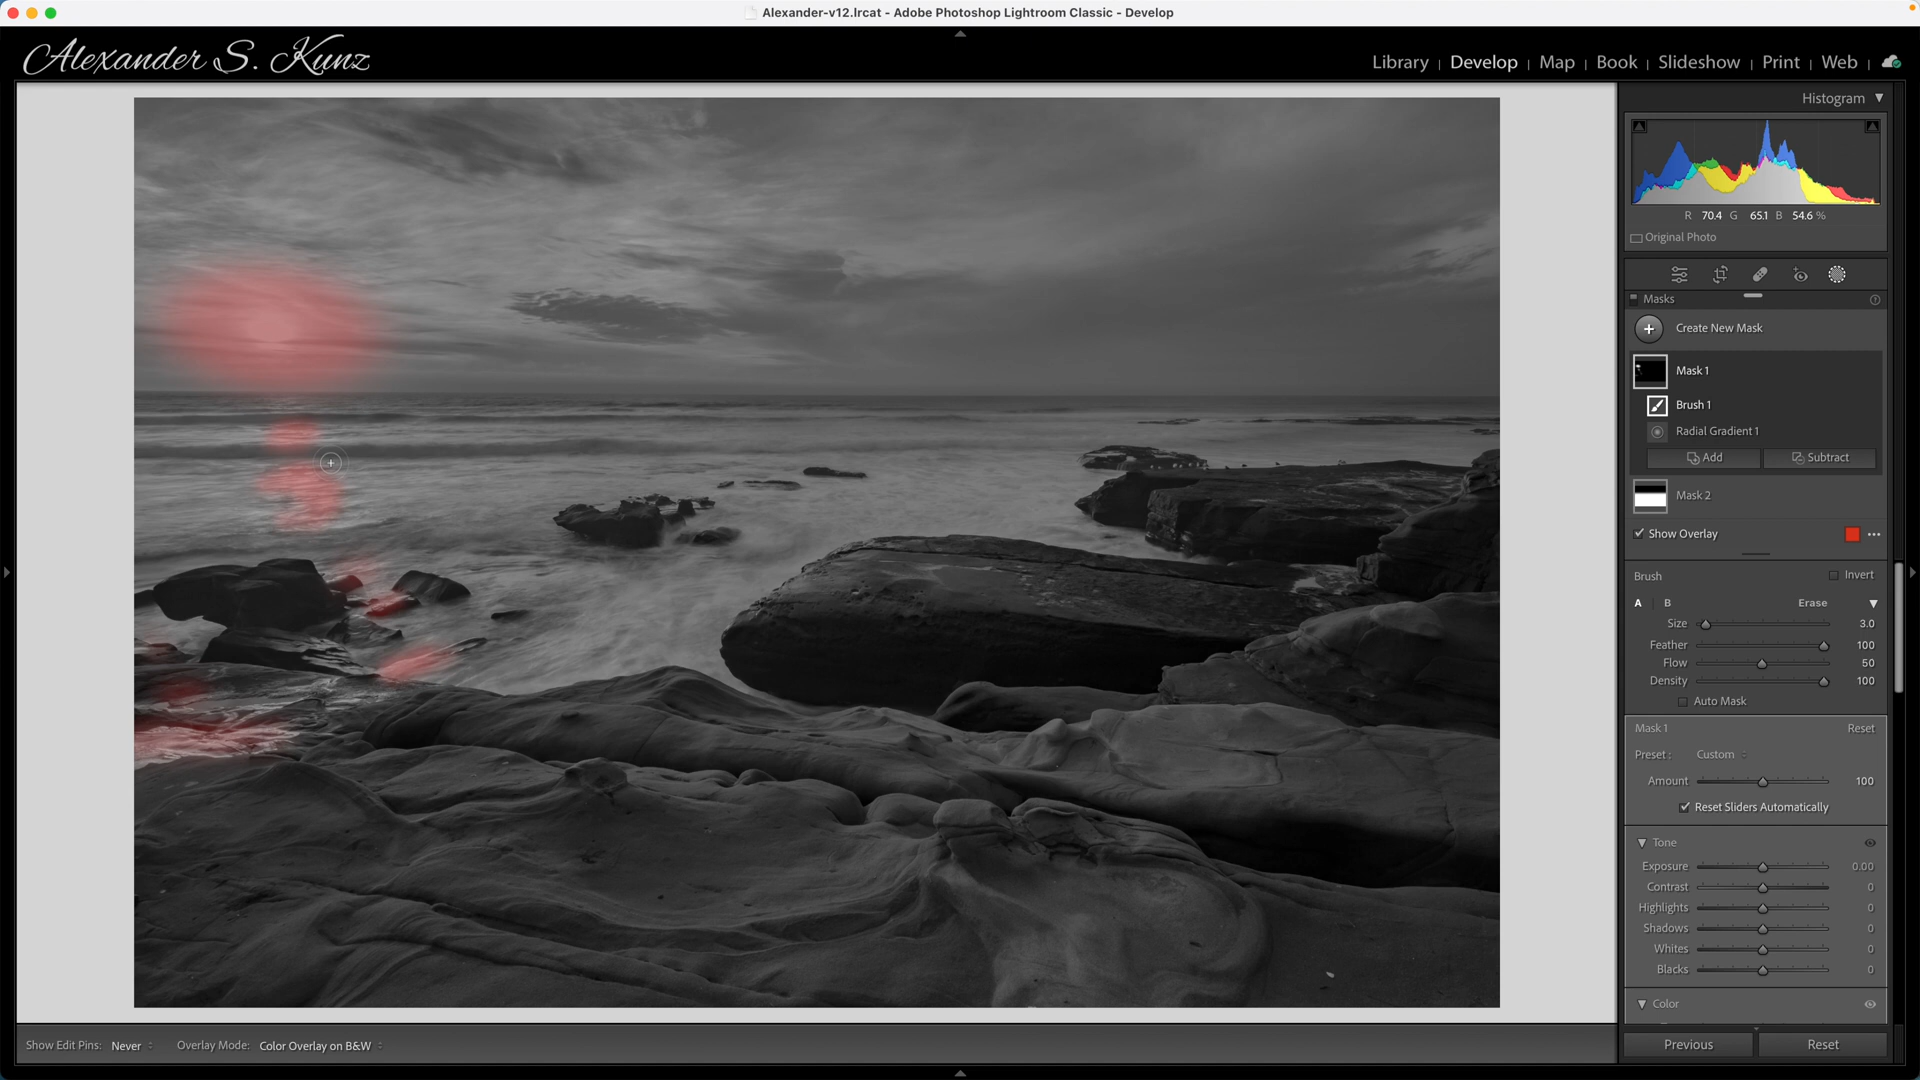 Alexander-v12.lrcat - Adobe Photoshop Lightroom Classic - Develop
Alexander S. Kunz
Library | Develop | Map | Book | Slideshow | Print | Web |
Histogram
R 70.4 G 65.1 B 54.6 %
Original Photo
Masks
Create New Mask
Mask 1
Brush 1
Radial Gradient 1
Add Subtract
Mask 2
Show Overlay
Brush Invert
A B Erase
Size 3.0
Feather 100
Flow 50
Density 100
Auto Mask
Mask 1 Reset
Preset : Custom
Amount 100
Reset Sliders Automatically
Tone
Exposure 0.00
Contrast 0
Highlights 0
Shadows 0
Whites 0
Blacks 0
Color
Show Edit Pins: Never Overlay Mode: Color Overlay on B&W
Previous Reset